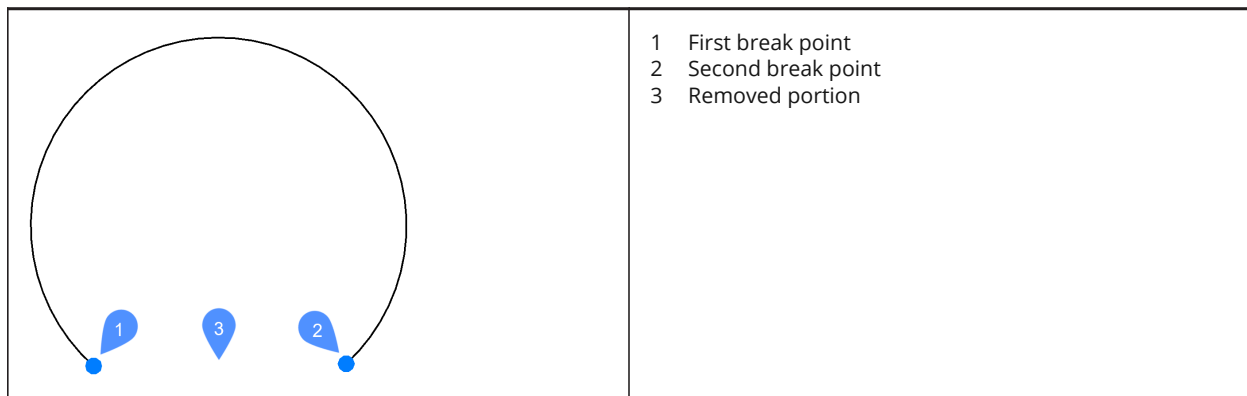 1
3
2
1 First break point
2 Second break point
3 Removed portion